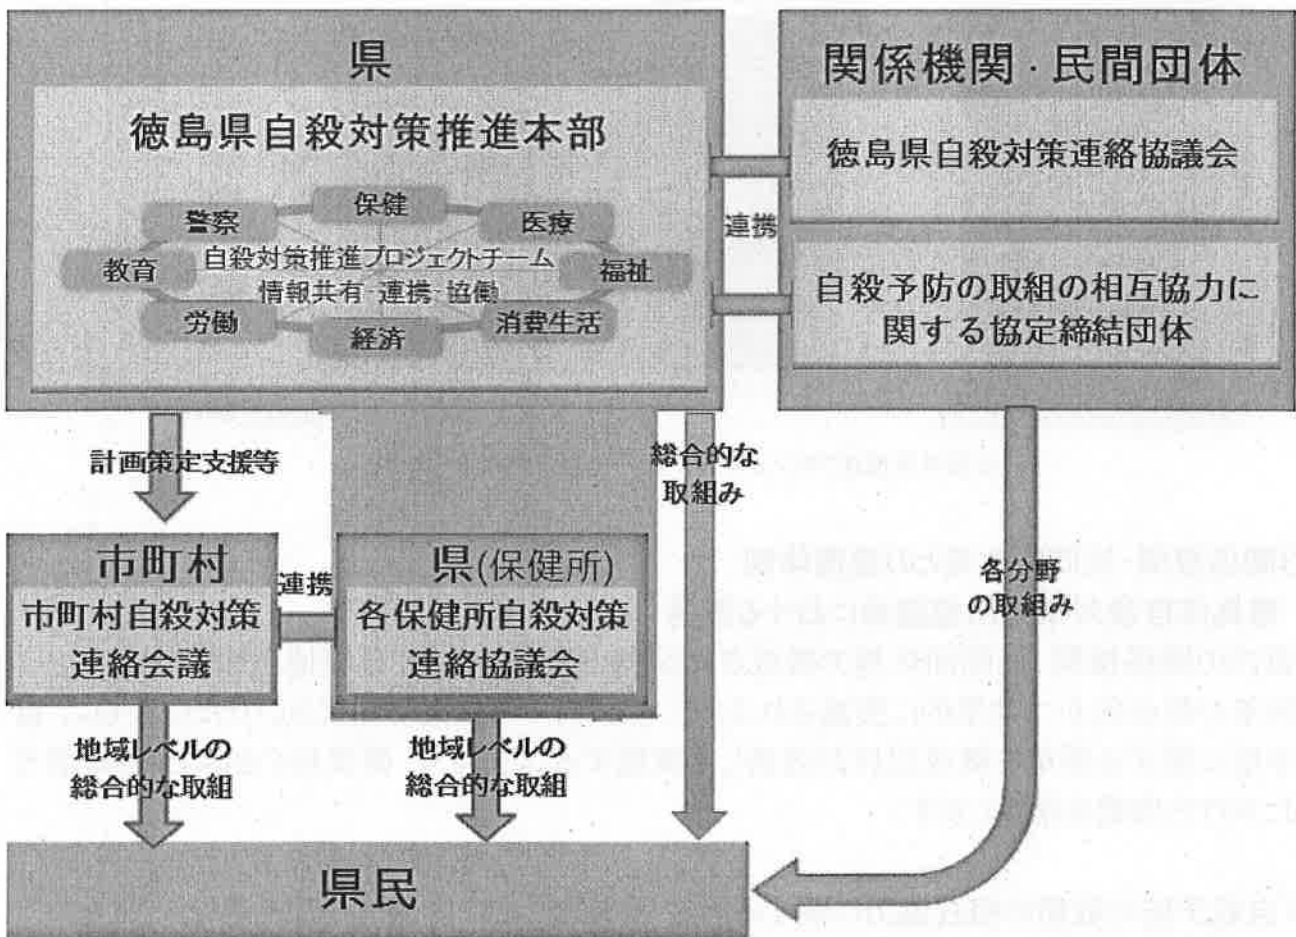 県
徳島県自殺対策推進本部
保健
警察
医療
教育
自殺対策推進プロジェクトチーム
福祉
情報共有・連携・協働
労働
経済
消費生活
連携
関係機関・民間団体
徳島県自殺対策連絡協議会
自殺予防の取組の相互協力に
関する協定締結団体
計画策定支援等
総合的な
取組み
各分野
の取組み
市町村
市町村自殺対策
連絡会議
連携
県(保健所)
各保健所自殺対策
連絡協議会
地域レベルの
総合的な取組
地域レベルの
総合的な取組
県民